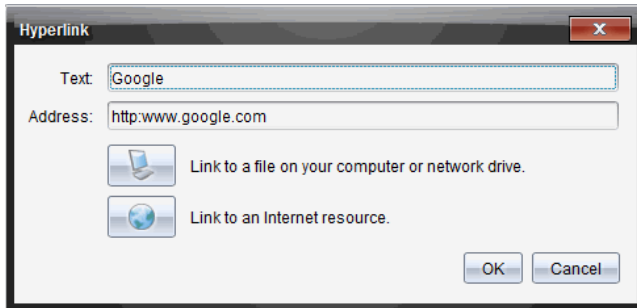 Hyperlink
Text: Google
Address: http:www.google.com
Link to a file on your computer or network drive.
Link to an Internet resource.
OK Cancel